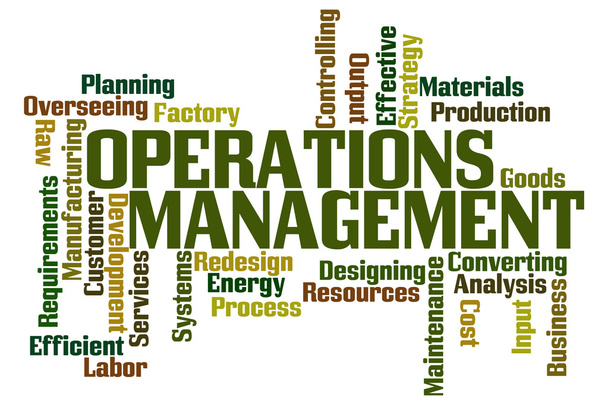 Controlling
Output
Effective
Strategy
Planning
Materials
Overseeing
Factory
Production
Raw
Manufacturing
OPERATIONS
Goods
MANAGEMENT
Requirements
Customer
Development
Services
Systems
Redesign
Energy
Process
Designing
Resources
Maintenance
Converting
Analysis
Cost
Input
Business
Efficient
Labor